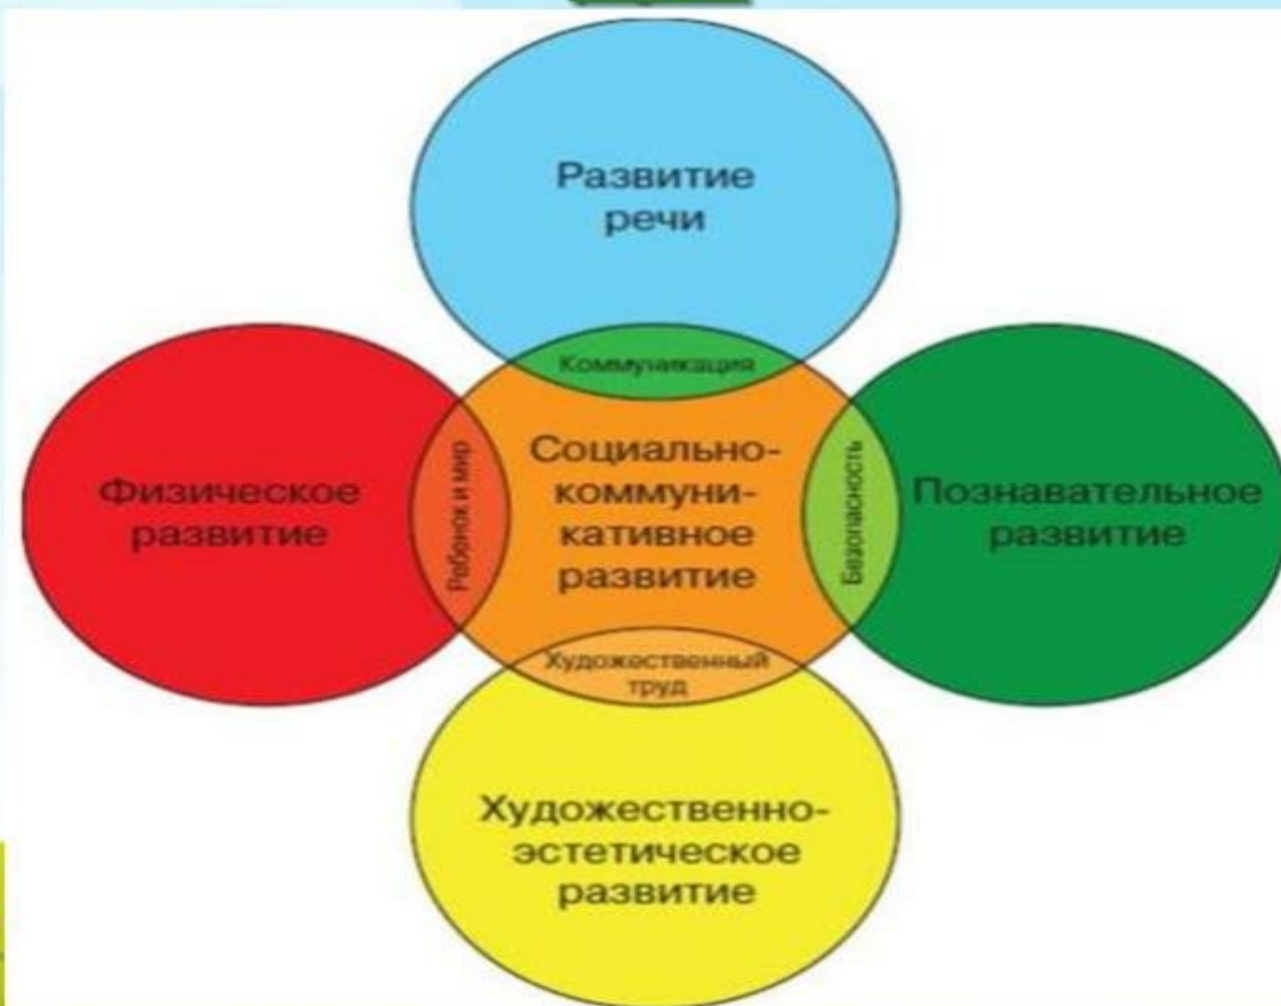 Развитие
речи
Коммуникация
Физическое
развитие
Ребенок и мир
Социально-
коммуни-
кативное
развитие
Безопасность
Познавательное
развитие
Художественный
труд
Художественно-
эстетическое
развитие